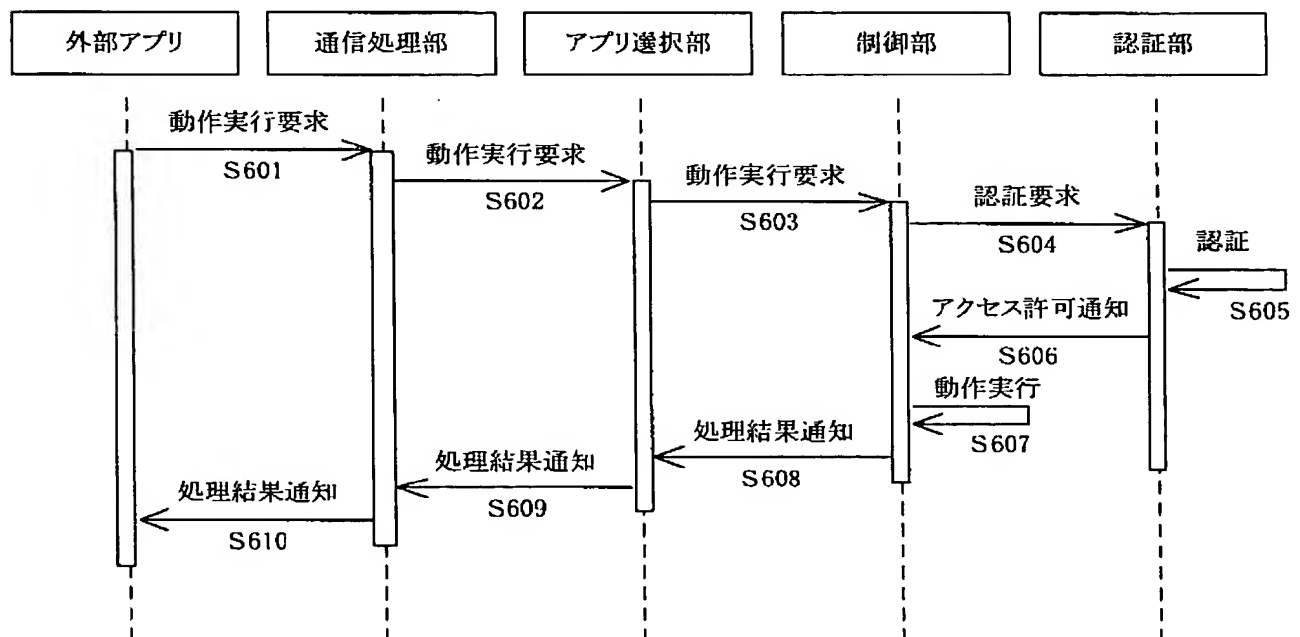 外部アプリ
通信処理部
アプリ選択部
制御部
認証部
動作実行要求
S601
動作実行要求
S602
動作実行要求
S603
認証要求
S604
認証
S605
アクセス許可通知
S606
動作実行
S607
処理結果通知
S608
処理結果通知
S609
処理結果通知
S610